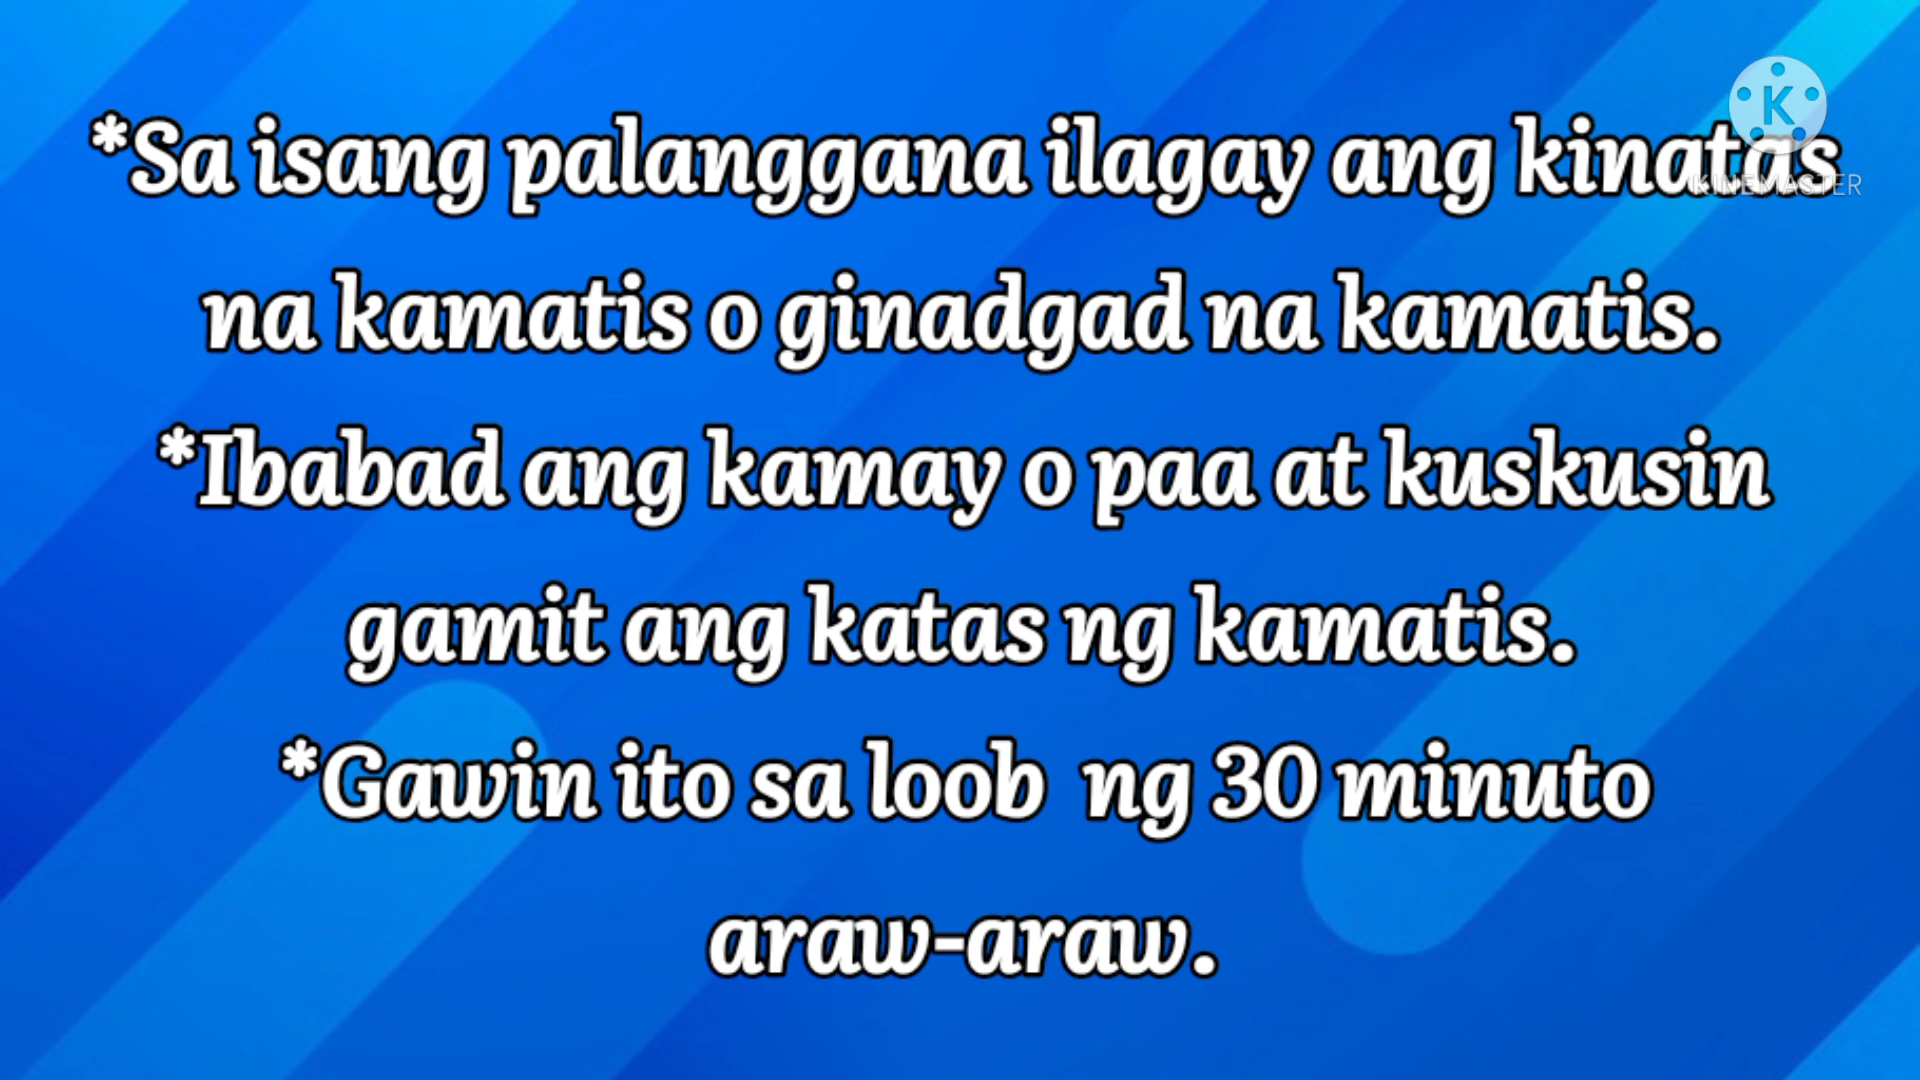 *Sa isang palanggana ilagay ang kinatas
KINEMASTER
na kamatis o ginadgad na kamatis.
*Ibabad ang kamay o paa at kuskusin
gamit ang katas ng kamatis.
*Gawin ito sa loob  ng 30 minuto
araw-araw.